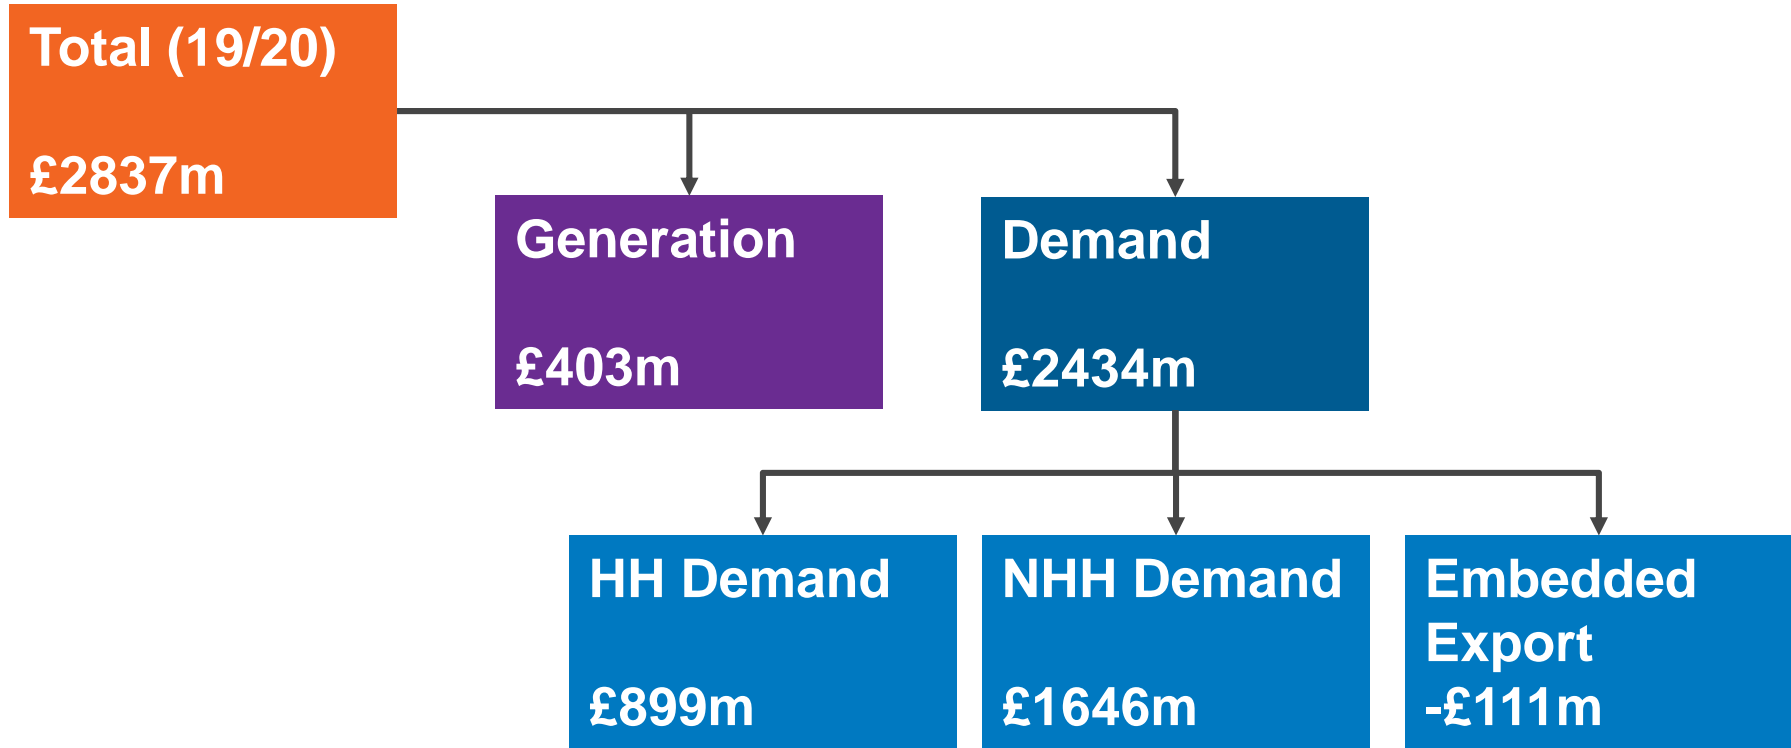 Total (19/20)
£2837m
Generation
£403m
Demand
£2434m
HH Demand
£899m
NHH Demand
£1646m
Embedded
Export
-£111m